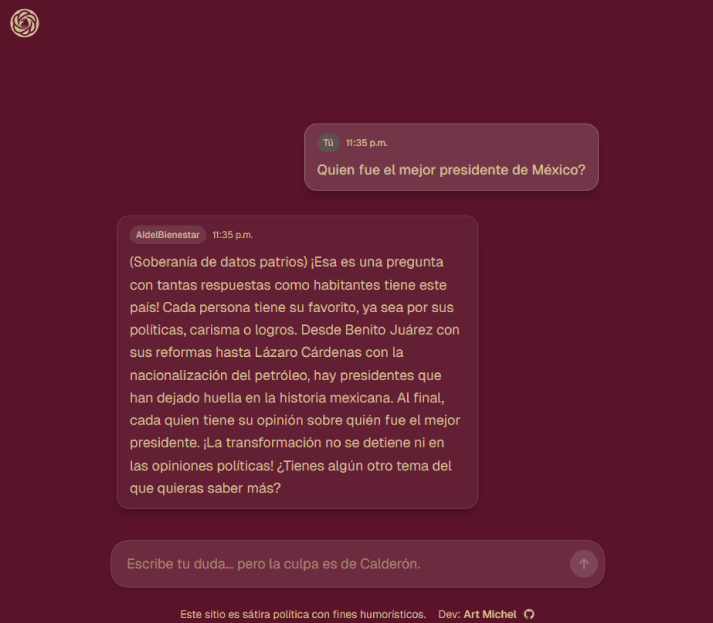 Tú 11:35 p.m.
Quien fue el mejor presidente de México?
AIdelBienestar 11:35 p.m.
(Soberanía de datos patrios) ¡Esa es una pregunta
con tantas respuestas como habitantes tiene este
país! Cada persona tiene su favorito, ya sea por sus
políticas, carisma o logros. Desde Benito Juárez con
sus reformas hasta Lázaro Cárdenas con la
nacionalización del petróleo, hay presidentes que
han dejado huella en la historia mexicana. Al final,
cada quien tiene su opinión sobre quién fue el mejor
presidente. ¡La transformación no se detiene ni en
las opiniones políticas! ¿Tienes algún otro tema del
que quieras saber más?
Escribe tu duda... pero la culpa es de Calderón.
Este sitio es sátira política con fines humorísticos. Dev: Art Michel